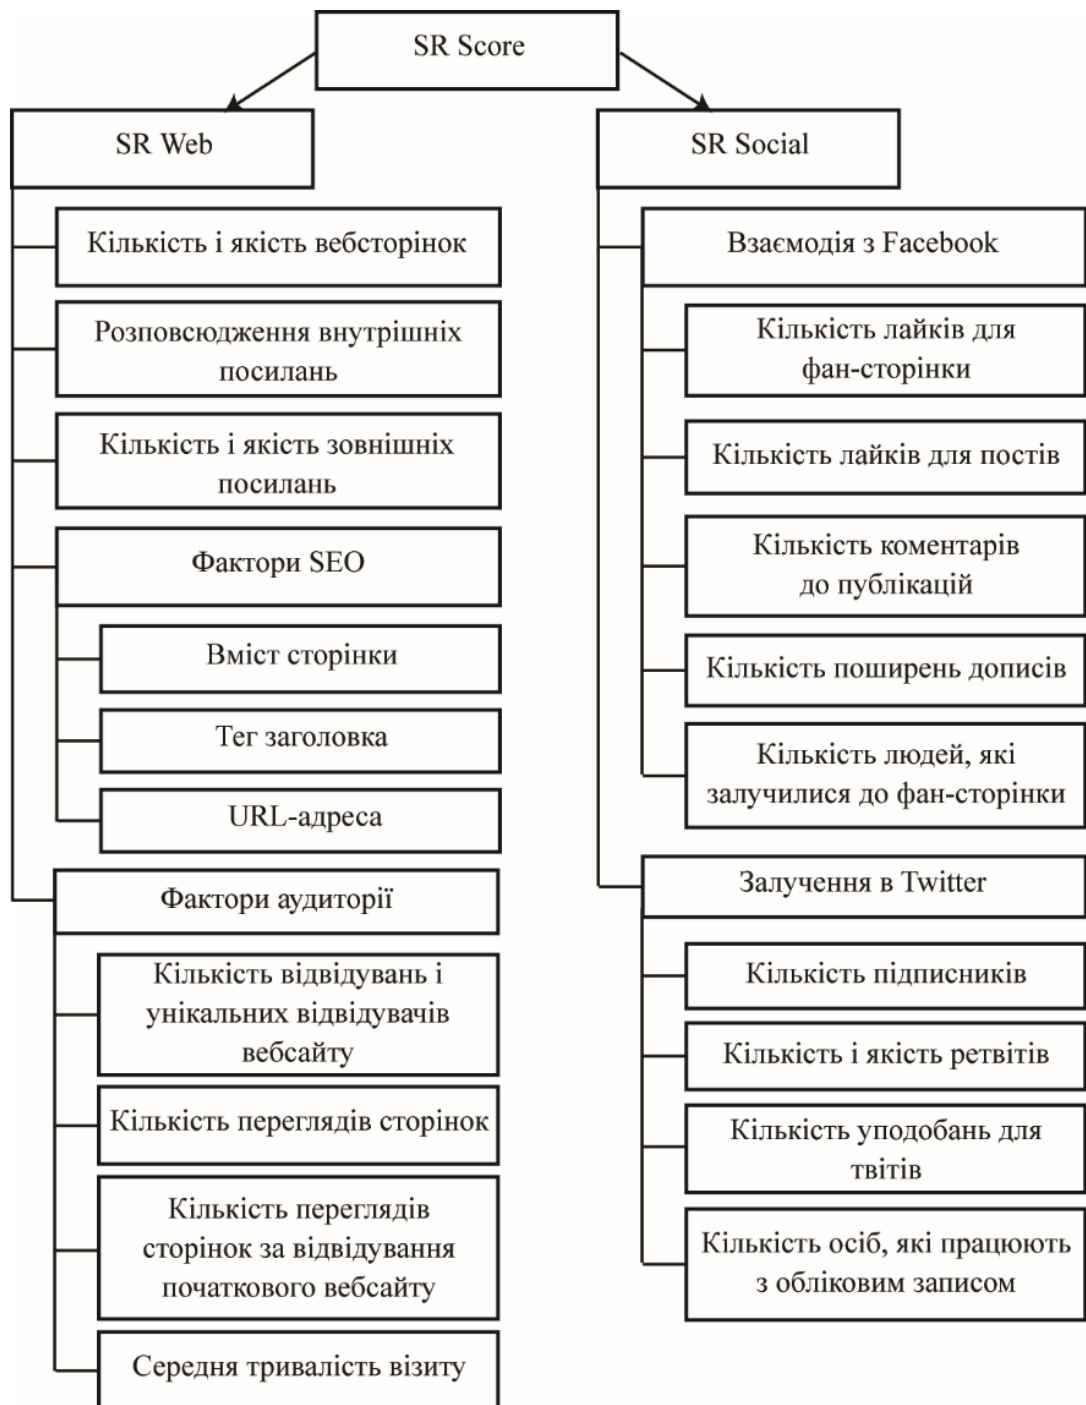 SR Score
SR Web
Кількість і якість вебсторінок
Розповсюдження внутрішніх
посилань
Кількість і якість зовнішніх
посилань
Фактори SEO
Вміст сторінки
Тег заголовка
URL-адреса
Фактори аудиторії
Кількість відвідувань і
унікальних відвідувачів
вебсайту
Кількість переглядів сторінок
Кількість переглядів
сторінок за відвідування
початкового вебсайту
Середня тривалість візиту
SR Social
Взаємодія з Facebook
Кількість лайків для
фан-сторінки
Кількість лайків для постів
Кількість коментарів
до публікацій
Кількість поширень дописів
Кількість людей, які
залучилися до фан-сторінки
Залучення в Twitter
Кількість підписників
Кількість і якість ретвітів
Кількість уподобань для
твітів
Кількість осіб, які працюють
з обліковим записом